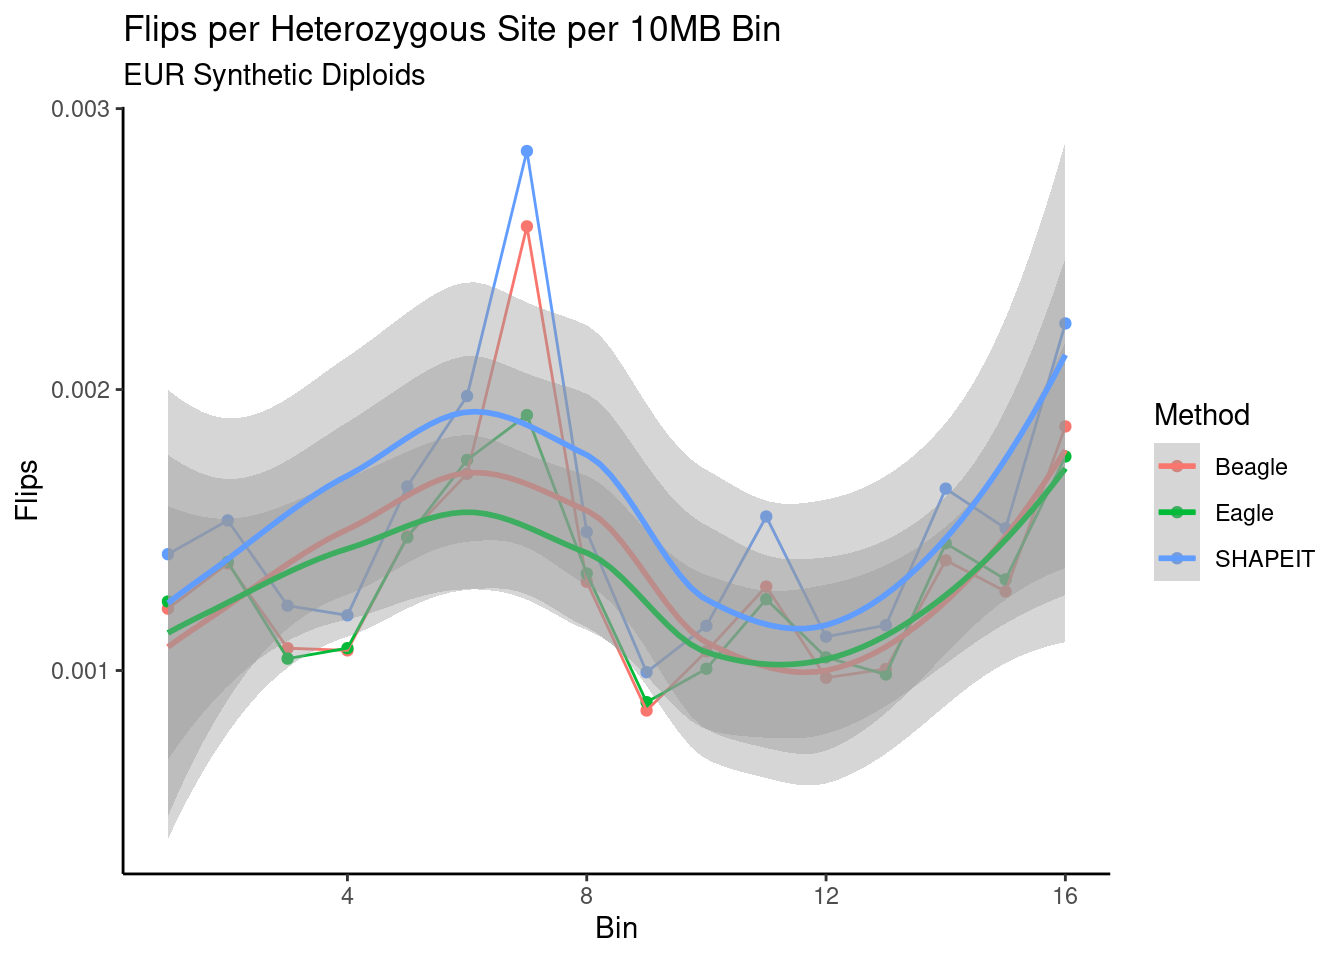 Flips per Heterozygous Site per 10MB Bin
EUR Synthetic Diploids
0.003
0.002
0.001
Flips
4 8 12 16
Bin
Method
Beagle
Eagle
SHAPEIT